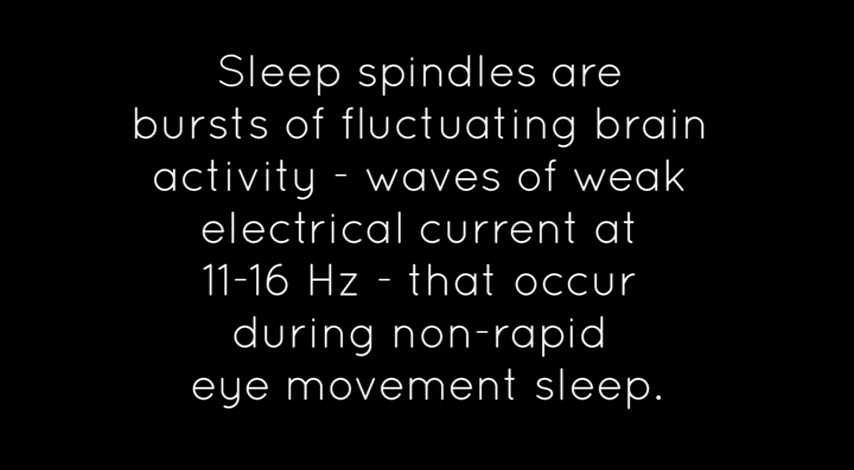 Sleep spindles are
bursts of fluctuating brain
activity - waves of weak
electrical current at
11-16 Hz - that occur
during non-rapid
eye movement sleep.